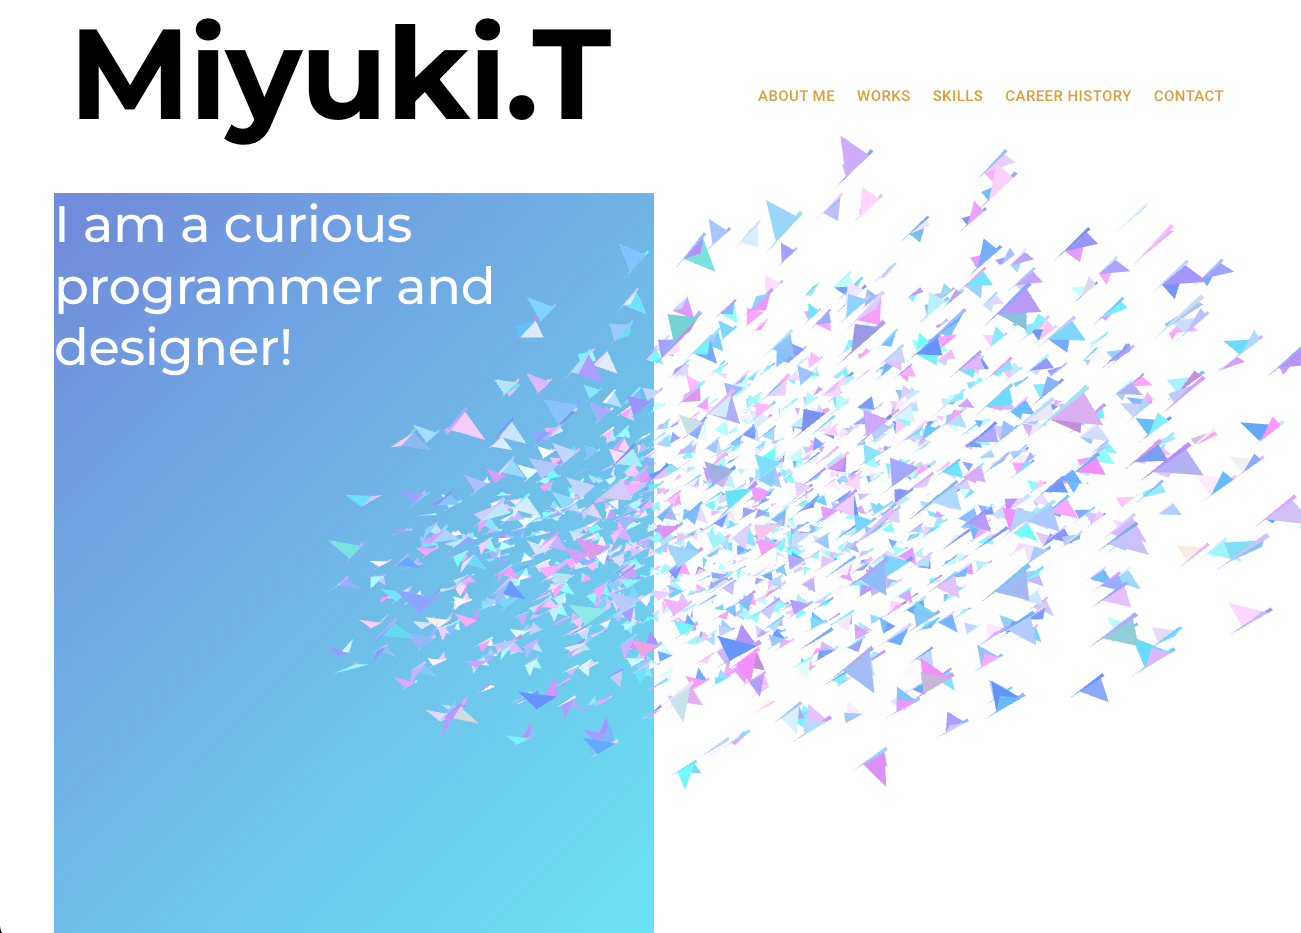 Miyuki.T
ABOUT ME WORKS SKILLS CAREER HISTORY CONTACT
I am a curious
programmer and
designer!